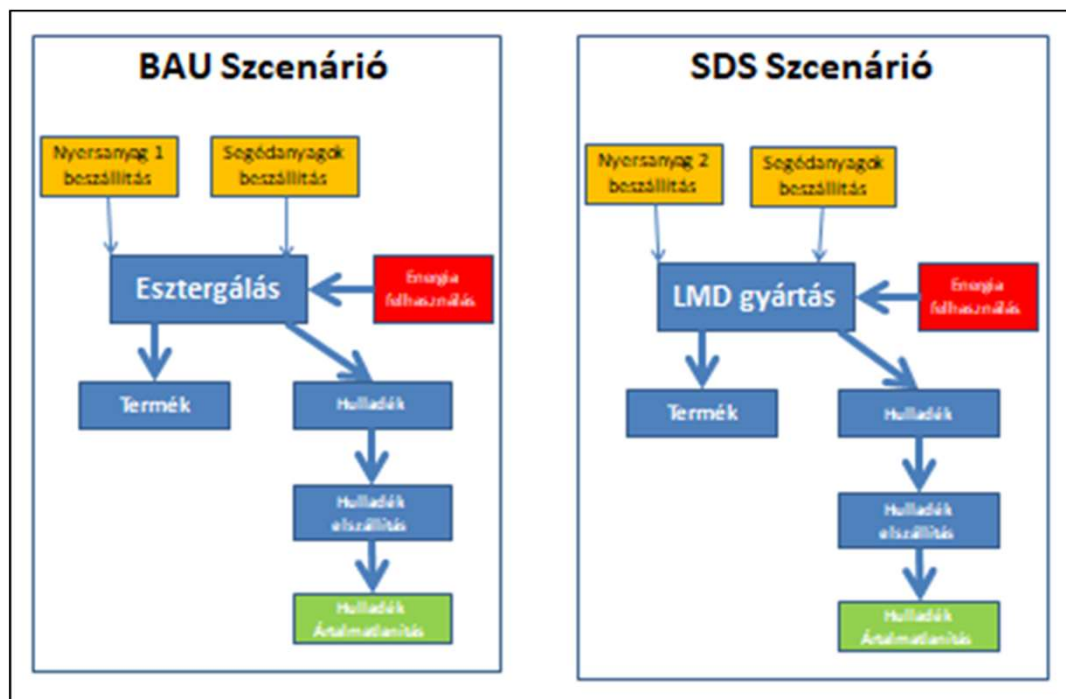 BAU Szcenárió
Nyersanyag 1
beszállítás
Segédanyagok
beszállítás
Esztergálás
Energia
felhasználás
Termék
Hulladék
Hulladék
elszállítás
Hulladék
Ártalmatlanítás
SDS Szcenárió
Nyersanyag 2
beszállítás
Segédanyagok
beszállítás
LMD gyártás
Energia
felhasználás
Termék
Hulladék
Hulladék
elszállítás
Hulladék
Ártalmatlanítás